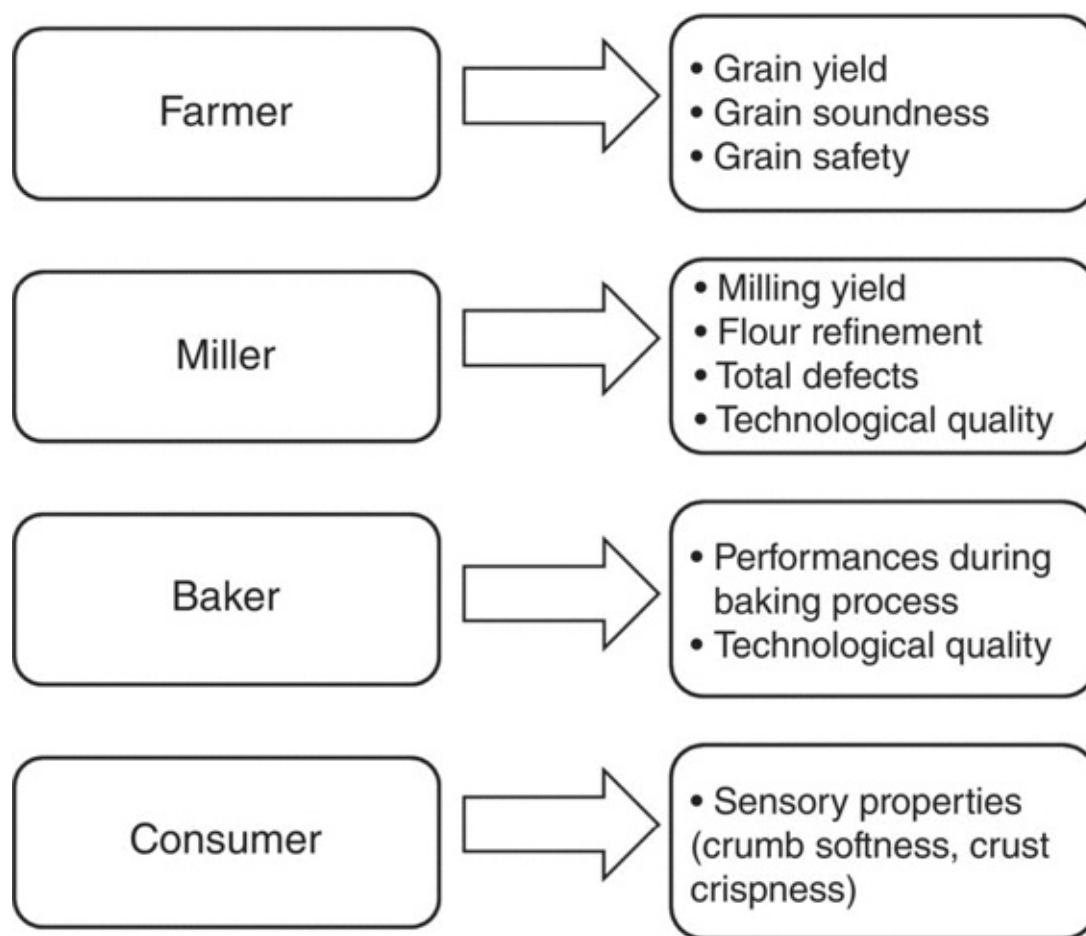 Farmer
• Grain yield
• Grain soundness
• Grain safety
Miller
• Milling yield
• Flour refinement
• Total defects
• Technological quality
Baker
• Performances during
baking process
• Technological quality
Consumer
• Sensory properties
(crumb softness, crust
crispness)